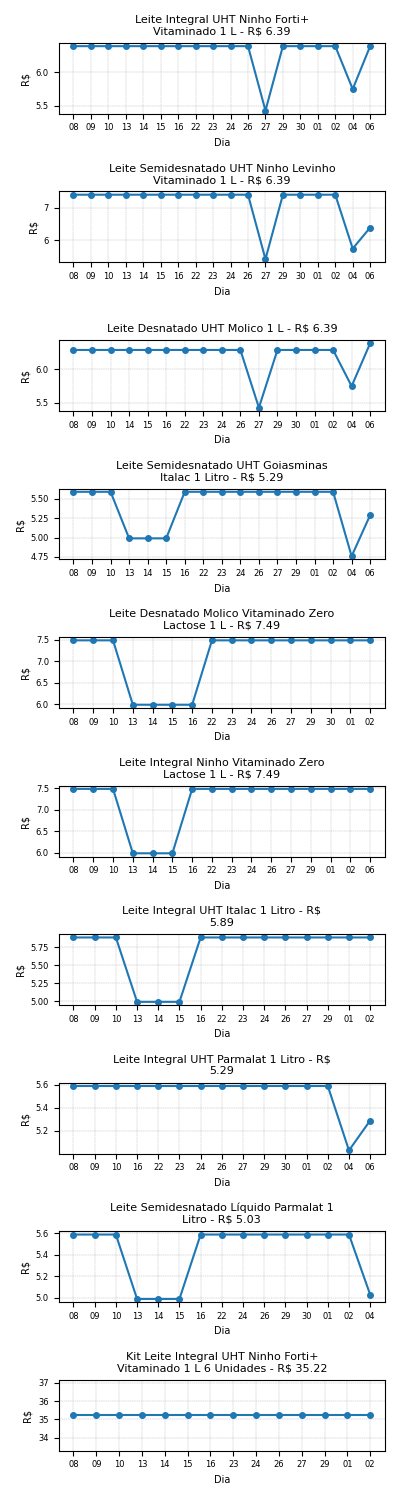 Leite Integral UHT Ninho Forti+
Vitaminado 1 L - R$ 6.39
6.0
5.5
R$
08 09 10 13 14 15 16 22 23 24 26 27 29 30 01 02 04 06
Dia
Leite Semidesnatado UHT Ninho Levinho
Vitaminado 1 L - R$ 6.39
7
6
R$
08 09 10 13 14 15 16 22 23 24 26 27 29 30 01 02 04 06
Dia
Leite Desnatado UHT Molico 1 L - R$ 6.39
6.0
5.5
R$
08 09 10 13 14 15 16 22 23 24 26 27 29 30 01 02 04 06
Dia
Leite Semidesnatado UHT Goiasminas
Italac 1 Litro - R$ 5.29
5.50
5.25
5.00
4.75
R$
08 09 10 13 14 15 16 22 23 24 26 27 29 01 02 04 06
Dia
Leite Desnatado Molico Vitaminado Zero
Lactose 1 L - R$ 7.49
7.5
7.0
6.5
6.0
R$
08 09 10 13 14 15 16 22 23 24 26 27 29 30 01 02
Dia
Leite Integral Ninho Vitaminado Zero
Lactose 1 L - R$ 7.49
7.5
7.0
6.5
6.0
R$
08 09 10 13 14 15 16 22 23 24 26 27 29 30 01 02
Dia
Leite Integral UHT Italac 1 Litro - R$
5.89
5.75
5.50
5.25
5.00
R$
08 09 10 13 14 15 16 22 23 24 26 27 29 01 02
Dia
Leite Integral UHT Parmalat 1 Litro - R$
5.29
5.6
5.4
5.2
R$
08 09 10 16 22 23 24 26 27 29 30 01 02 04 06
Dia
Leite Semidesnatado Líquido Parmalat 1
Litro - R$ 5.03
5.6
5.4
5.2
5.0
R$
08 09 10 13 14 15 16 22 24 26 29 30 01 02 04
Dia
Kit Leite Integral UHT Ninho Forti+
Vitaminado 1 L 6 Unidades - R$ 35.22
37
36
35
34
R$
08 09 10 13 14 15 16 23 24 26 27 29 01 02
Dia